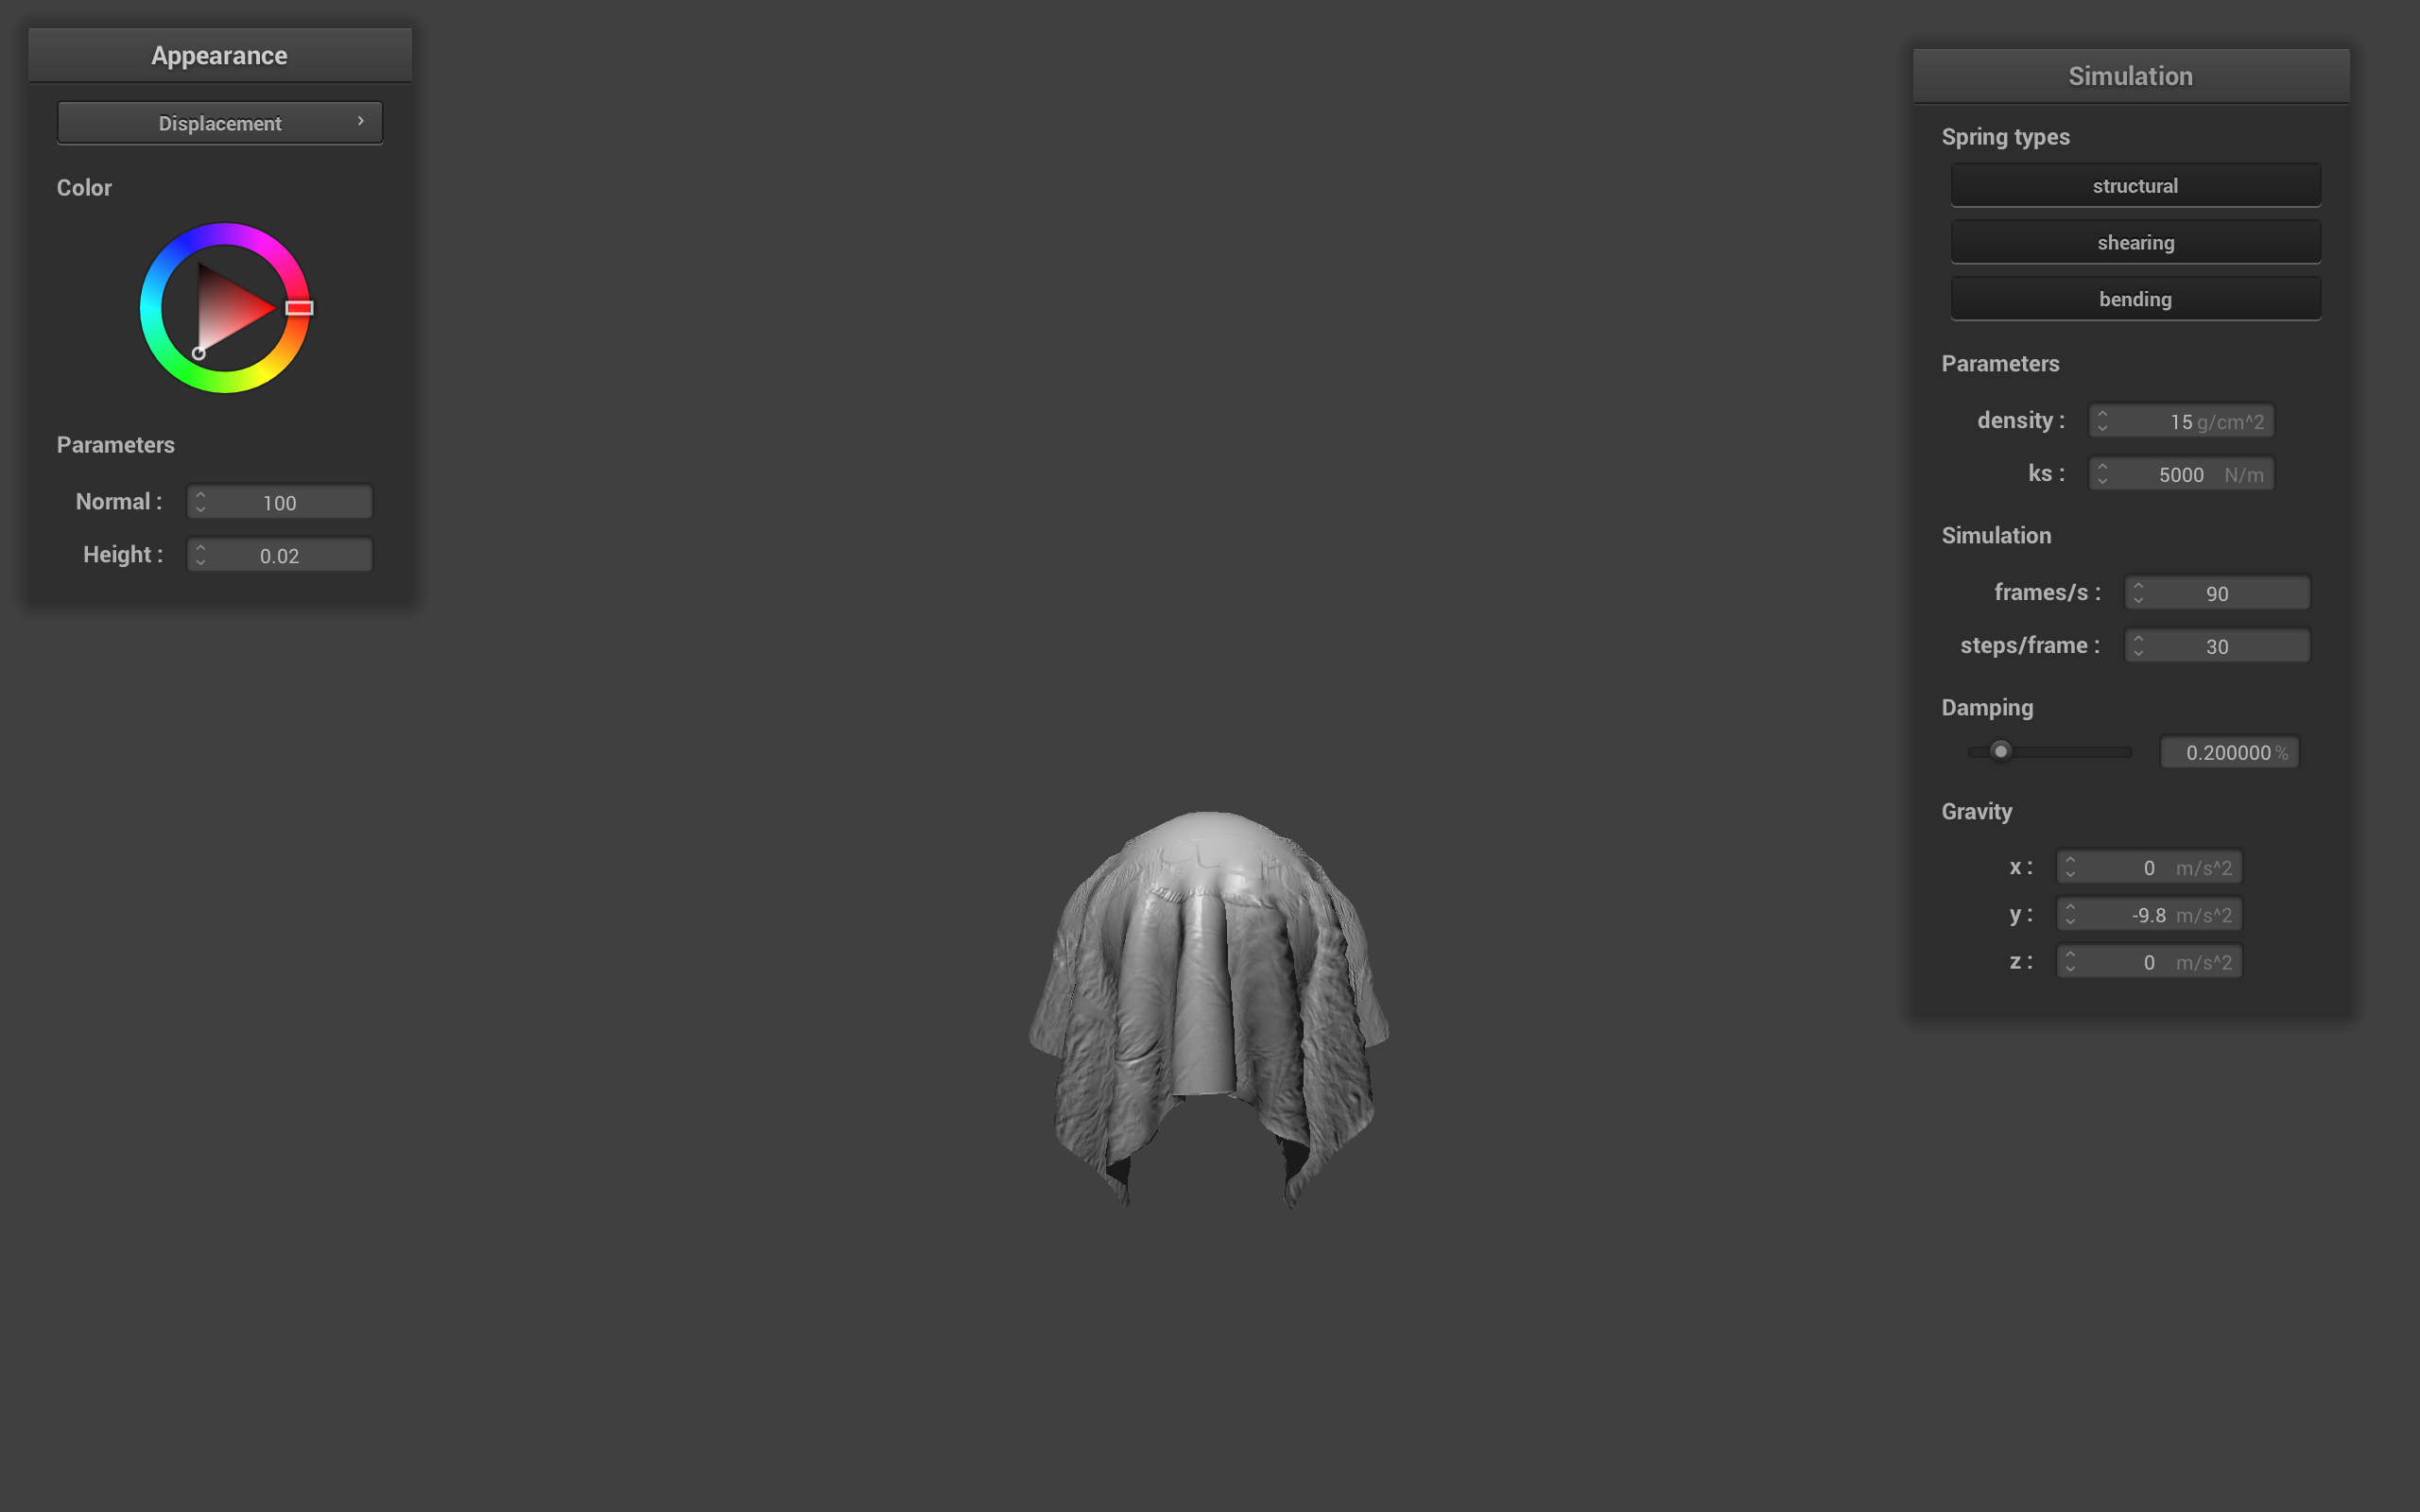 Appearance
Displacement
Color
Parameters
Normal : 100
Height : 0.02
Simulation
Spring types
structural
shearing
bending
Parameters
density : 15 g/cm^2
ks : 5000 N/m
Simulation
frames/s : 90
steps/frame : 30
Damping
0.200000 %
Gravity
x : 0 m/s^2
y : -9.8 m/s^2
z : 0 m/s^2